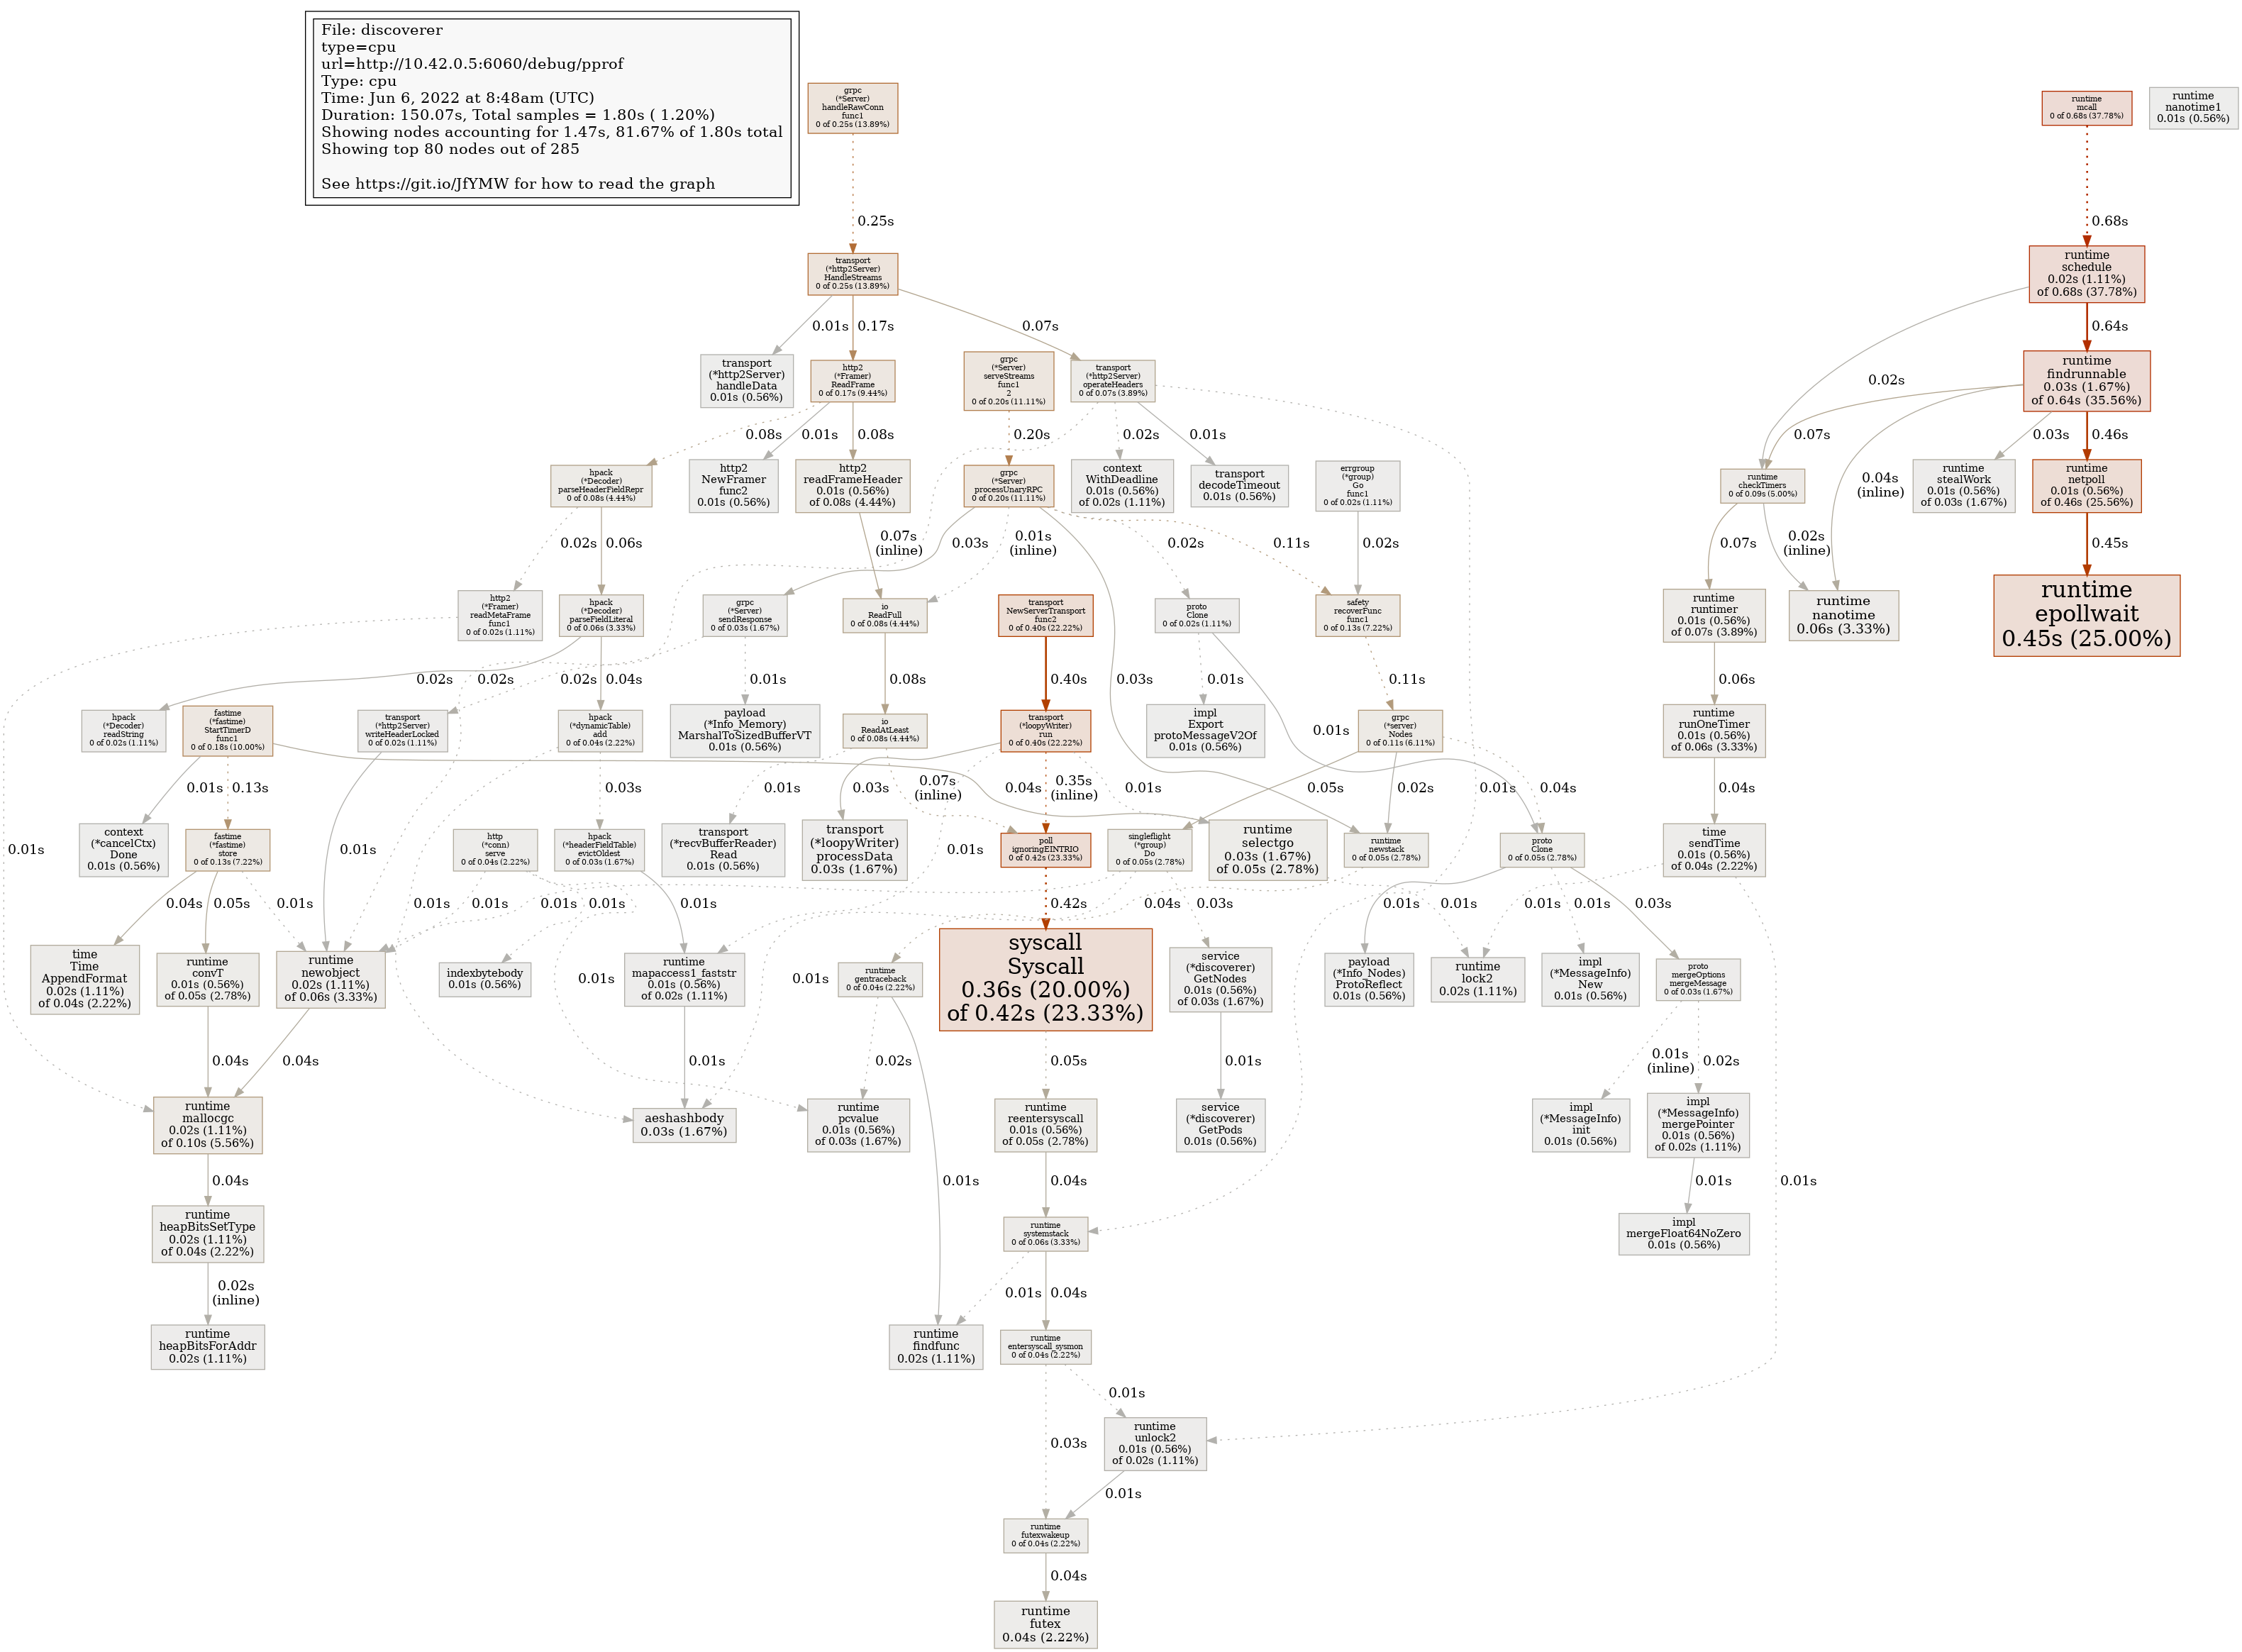 File: discoverer
type=cpu
url=http://10.42.0.5:6060/debug/pprof
Type: cpu
Time: Jun 6, 2022 at 8:48am (UTC)
Duration: 150.07s, Total samples = 1.80s ( 1.20%)
Showing nodes accounting for 1.47s, 81.67% of 1.80s total
Showing top 80 nodes out of 285
See https://git.io/JfYMW for how to read the graph
grpc
(*Server)
handleRawConn
func1
0 of 0.25s (13.89%)
runtime
mcall
0 of 0.68s (37.78%)
runtime
nanotime1
0.01s (0.56%)
0.25s
0.68s
transport
(*http2Server)
HandleStreams
0 of 0.25s (13.89%)
runtime
schedule
0.02s (1.11%)
of 0.68s (37.78%)
0.01s
0.17s
0.07s
0.64s
transport
(*http2Server)
handleData
0.01s (0.56%)
http2
(*Framer)
ReadFrame
0 of 0.17s (9.44%)
grpc
(*Server)
serveStreams
func1
2
0 of 0.20s (11.11%)
transport
(*http2Server)
operateHeaders
0 of 0.07s (3.89%)
0.02s
runtime
findrunnable
0.03s (1.67%)
of 0.64s (35.56%)
0.08s
0.01s
0.08s
0.20s
0.02s
0.01s
0.07s
0.04s
(inline)
0.03s
0.46s
hpack
(*Decoder)
parseHeaderFieldRepr
0 of 0.08s (4.44%)
http2
NewFramer
func2
0.01s (0.56%)
http2
readFrameHeader
0.01s (0.56%)
of 0.08s (4.44%)
grpc
(*Server)
processUnaryRPC
0 of 0.20s (11.11%)
context
WithDeadline
0.01s (0.56%)
of 0.02s (1.11%)
transport
decodeTimeout
0.01s (0.56%)
errgroup
(*group)
Go
func1
0 of 0.02s (1.11%)
runtime
checkTimers
0 of 0.09s (5.00%)
runtime
stealWork
0.01s (0.56%)
of 0.03s (1.67%)
runtime
netpoll
0.01s (0.56%)
of 0.46s (25.56%)
0.02s
0.06s
0.07s
(inline)
0.03s
0.01s
(inline)
0.02s
0.11s
0.02s
0.07s
0.02s
(inline)
0.45s
http2
(*Framer)
readMetaFrame
func1
0 of 0.02s (1.11%)
hpack
(*Decoder)
parseFieldLiteral
0 of 0.06s (3.33%)
grpc
(*Server)
sendResponse
0 of 0.03s (1.67%)
io
ReadFull
0 of 0.08s (4.44%)
transport
NewServerTransport
func2
0 of 0.40s (22.22%)
proto
Clone
0 of 0.02s (1.11%)
safety
recoverFunc
func1
0 of 0.13s (7.22%)
runtime
runtimer
0.01s (0.56%)
of 0.07s (3.89%)
runtime
nanotime
0.06s (3.33%)
runtime
epollwait
0.45s (25.00%)
0.02s
0.02s
0.02s
0.04s
0.01s
0.08s
0.40s
0.03s
0.01s
0.11s
0.06s
hpack
(*Decoder)
readString
0 of 0.02s (1.11%)
fastime
(*fastime)
StartTimerD
func1
0 of 0.18s (10.00%)
transport
(*http2Server)
writeHeaderLocked
0 of 0.02s (1.11%)
hpack
(*dynamicTable)
add
0 of 0.04s (2.22%)
payload
(*Info_Memory)
MarshalToSizedBufferVT
0.01s (0.56%)
io
ReadAtLeast
0 of 0.08s (4.44%)
transport
(*loopyWriter)
run
0 of 0.40s (22.22%)
impl
Export
protoMessageV2Of
0.01s (0.56%)
0.01s
grpc
(*server)
Nodes
0 of 0.11s (6.11%)
runtime
runOneTimer
0.01s (0.56%)
of 0.06s (3.33%)
0.01s
0.13s
0.03s
0.01s
0.03s
0.07s
(inline)
0.04s
0.35s
(inline)
0.01s
0.05s
0.02s
0.01s
0.04s
0.04s
0.01s
context
(*cancelCtx)
Done
0.01s (0.56%)
fastime
(*fastime)
store
0 of 0.13s (7.22%)
0.01s
http
(*conn)
serve
0 of 0.04s (2.22%)
hpack
(*headerFieldTable)
evictOldest
0 of 0.03s (1.67%)
transport
(*recvBufferReader)
Read
0.01s (0.56%)
transport
(*loopyWriter)
processData
0.03s (1.67%)
0.01s
poll
ignoringEINTRIO
0 of 0.42s (23.33%)
singleflight
(*group)
Do
0 of 0.05s (2.78%)
runtime
selectgo
0.03s (1.67%)
of 0.05s (2.78%)
runtime
newstack
0 of 0.05s (2.78%)
proto
Clone
0 of 0.05s (2.78%)
time
sendTime
0.01s (0.56%)
of 0.04s (2.22%)
0.04s
0.05s
0.01s
0.01s
0.01s
0.01s
0.01s
0.01s
0.42s
0.04s
0.03s
0.01s
0.01s
0.01s
0.01s
0.03s
time
Time
AppendFormat
0.02s (1.11%)
of 0.04s (2.22%)
runtime
convT
0.01s (0.56%)
of 0.05s (2.78%)
runtime
newobject
0.02s (1.11%)
of 0.06s (3.33%)
indexbytebody
0.01s (0.56%)
0.01s
runtime
mapaccess1_faststr
0.01s (0.56%)
of 0.02s (1.11%)
0.01s
runtime
gentraceback
0 of 0.04s (2.22%)
syscall
Syscall
0.36s (20.00%)
of 0.42s (23.33%)
service
(*discoverer)
GetNodes
0.01s (0.56%)
of 0.03s (1.67%)
payload
(*Info_Nodes)
ProtoReflect
0.01s (0.56%)
runtime
lock2
0.02s (1.11%)
impl
(*MessageInfo)
New
0.01s (0.56%)
proto
mergeOptions
mergeMessage
0 of 0.03s (1.67%)
0.04s
0.04s
0.01s
0.02s
0.05s
0.01s
0.01s
(inline)
0.02s
runtime
mallocgc
0.02s (1.11%)
of 0.10s (5.56%)
aeshashbody
0.03s (1.67%)
runtime
pcvalue
0.01s (0.56%)
of 0.03s (1.67%)
runtime
reentersyscall
0.01s (0.56%)
of 0.05s (2.78%)
service
(*discoverer)
GetPods
0.01s (0.56%)
impl
(*MessageInfo)
init
0.01s (0.56%)
impl
(*MessageInfo)
mergePointer
0.01s (0.56%)
of 0.02s (1.11%)
0.04s
0.01s
0.04s
0.01s
0.01s
runtime
heapBitsSetType
0.02s (1.11%)
of 0.04s (2.22%)
runtime
systemstack
0 of 0.06s (3.33%)
impl
mergeFloat64NoZero
0.01s (0.56%)
0.02s
(inline)
0.01s
0.04s
runtime
heapBitsForAddr
0.02s (1.11%)
runtime
findfunc
0.02s (1.11%)
runtime
entersyscall_sysmon
0 of 0.04s (2.22%)
0.01s
0.03s
runtime
unlock2
0.01s (0.56%)
of 0.02s (1.11%)
0.01s
runtime
futexwakeup
0 of 0.04s (2.22%)
0.04s
runtime
futex
0.04s (2.22%)